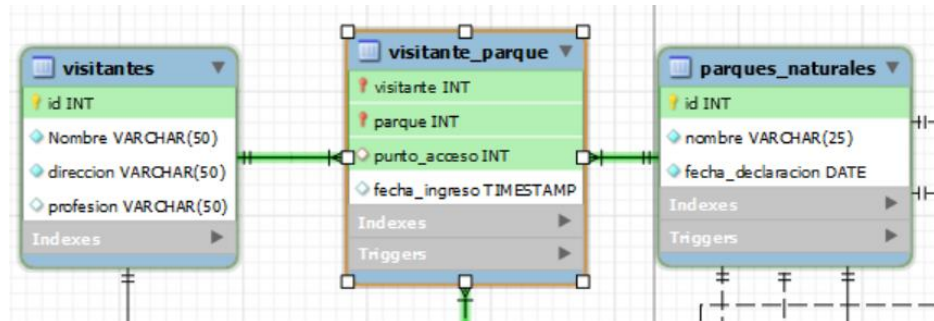 visitantes
id INT
Nombre VARCHAR(50)
direccion VARCHAR(50)
profesion VARCHAR(50)
Indexes
visitante_parque
visitante INT
parque INT
punto_acceso INT
fecha_ingreso TIMESTAMP
Indexes
Triggers
parques_naturales
id INT
nombre VARCHAR(25)
fecha_declaracion DATE
Indexes
Triggers